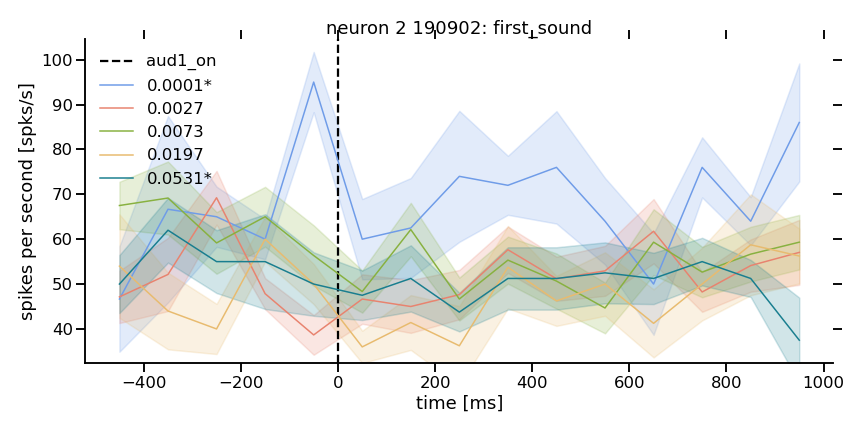 neuron 2 190902: first_sound
spikes per second [spks/s]
100
90
80
70
60
50
40
aud1_on
0.0001*
0.0027
0.0073
0.0197
0.0531*
−400 −200 0 200 400 600 800 1000
time [ms]